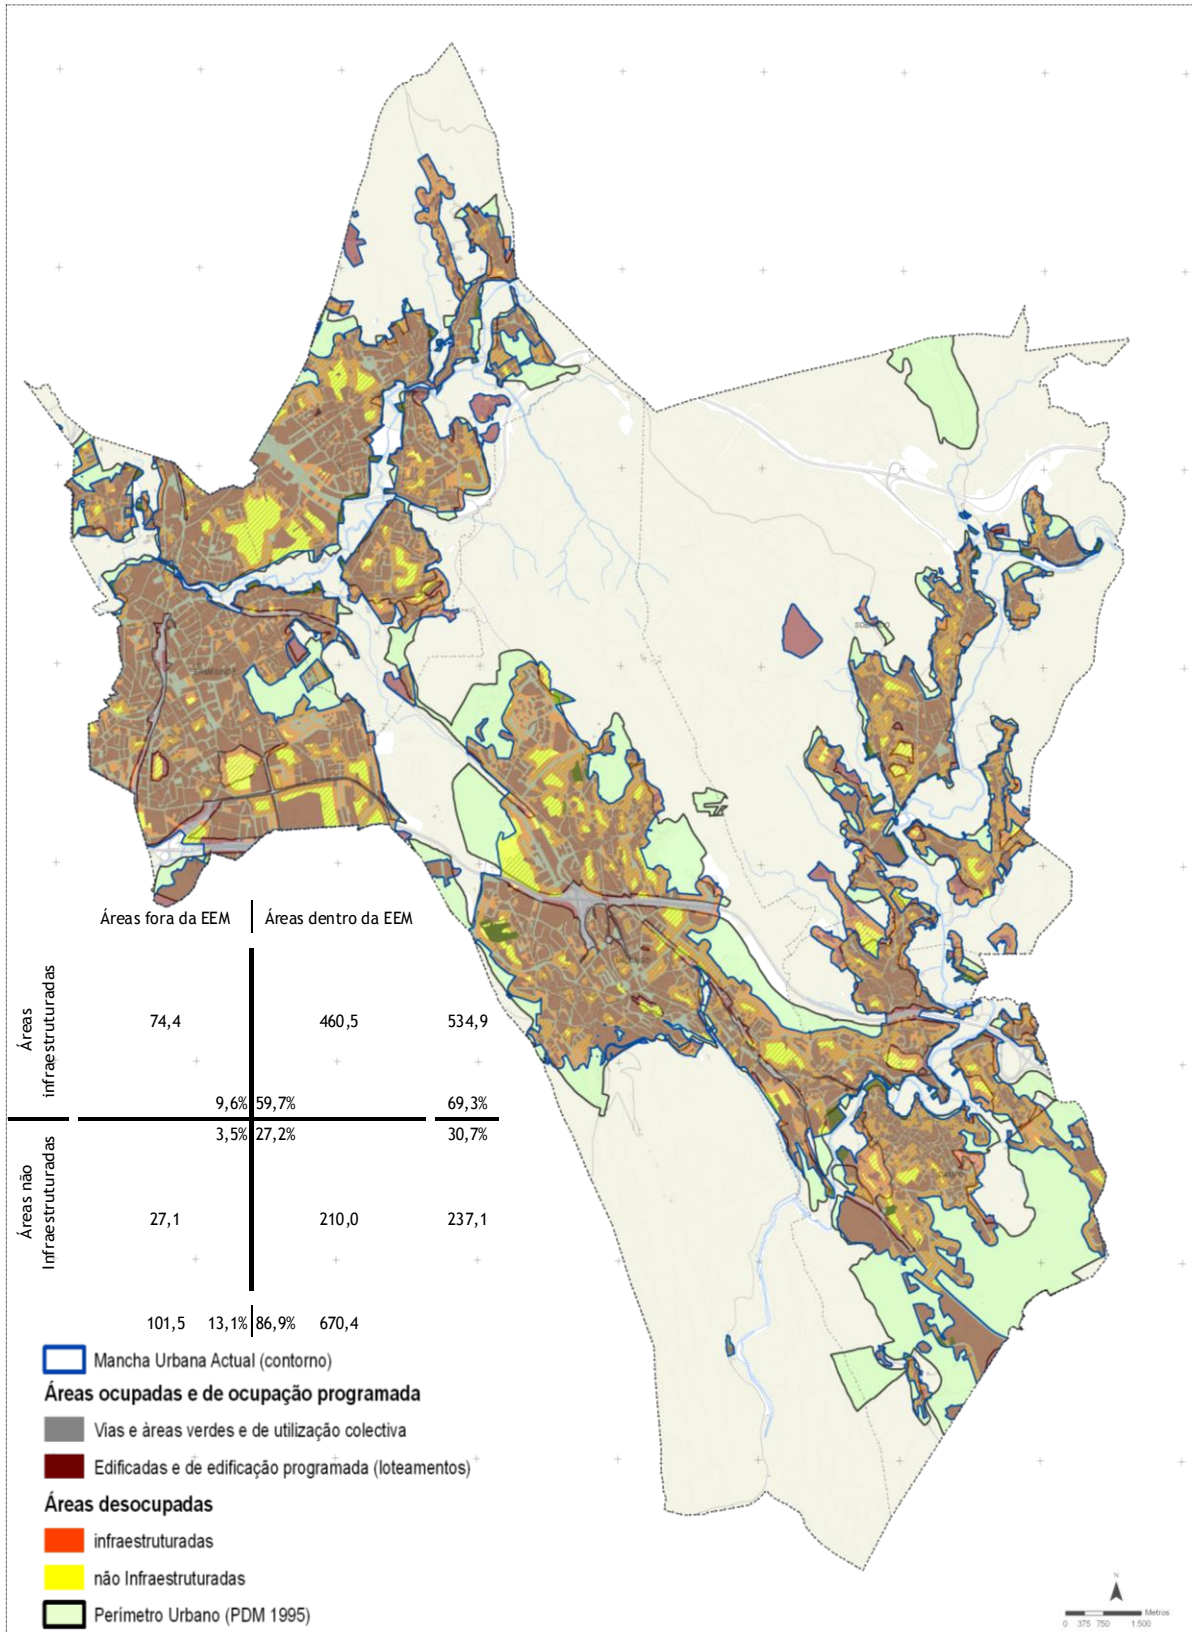 SOBRADO
Áreas fora da EEM Áreas dentro da EEM
Áreas
infraestruturadas
74,4 460,5 534,9
9,6% 59,7% 69,3%
3,5% 27,2% 30,7%
Áreas não
Infraestruturadas
27,1 210,0 237,1
101,5 13,1% 86,9% 670,4
Mancha Urbana Actual (contorno)
Áreas ocupadas e de ocupação programada
Vias e àreas verdes e de utilização colectiva
Edificadas e de edificação programada (loteamentos)
Áreas desocupadas
infraestruturadas
não Infraestruturadas
Perímetro Urbano (PDM 1995)
N
Metros
0 375 750 1.500